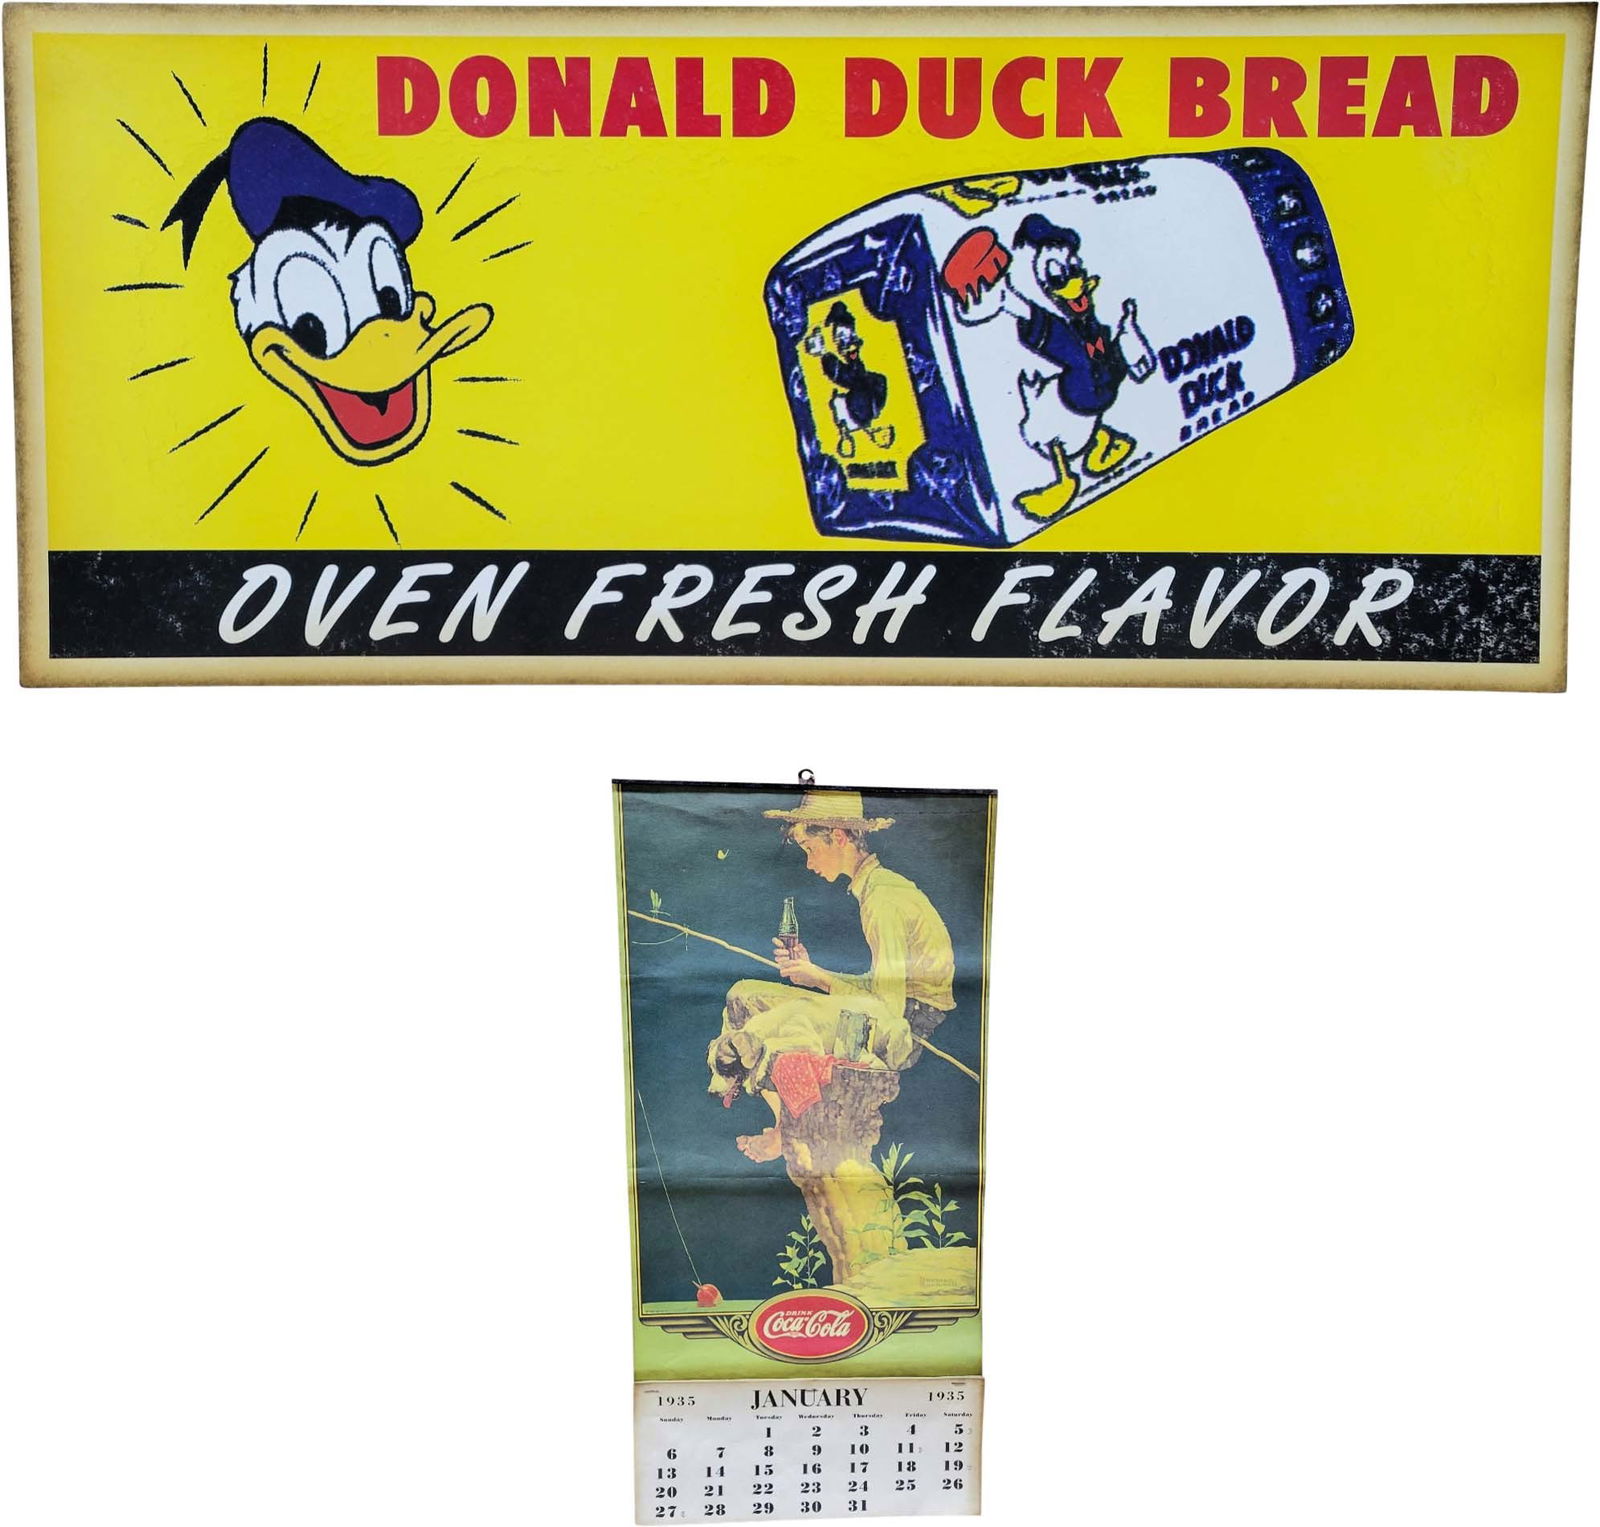 DONALD DUCK BREAD
BREAD
DONALD
DUCK
BREAD
OVEN FRESH FLAVOR
DRINK
Coca-Cola
1935 JANUARY 1935
Sunday Monday Tuesday Wednesday Thursday Friday Saturday
1 2 3 4 5
6 7 8 9 10 11 12
13 14 15 16 17 18 19
20 21 22 23 24 25 26
27 28 29 30 31